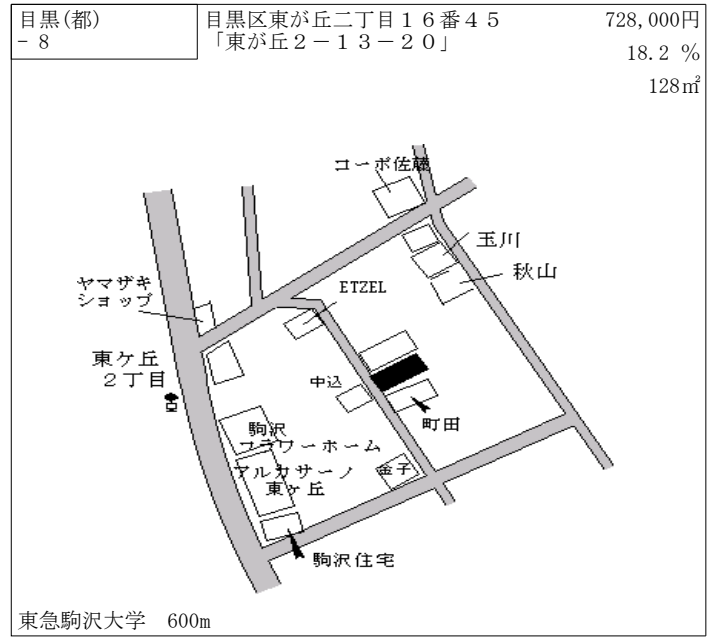 目黒(都)
－８
目黒区東が丘二丁目１６番４５
「東が丘２－１３－２０」
728,000円
18.2 %
128㎡
コーポ佐藤
玉川
秋山
ヤマザキ
ショップ
ETZEL
東ケ丘
２丁目
中込
町田
駒沢
フラワーホーム
アルカサーノ
東ケ丘
金子
駒沢住宅
東急駒沢大学　600m